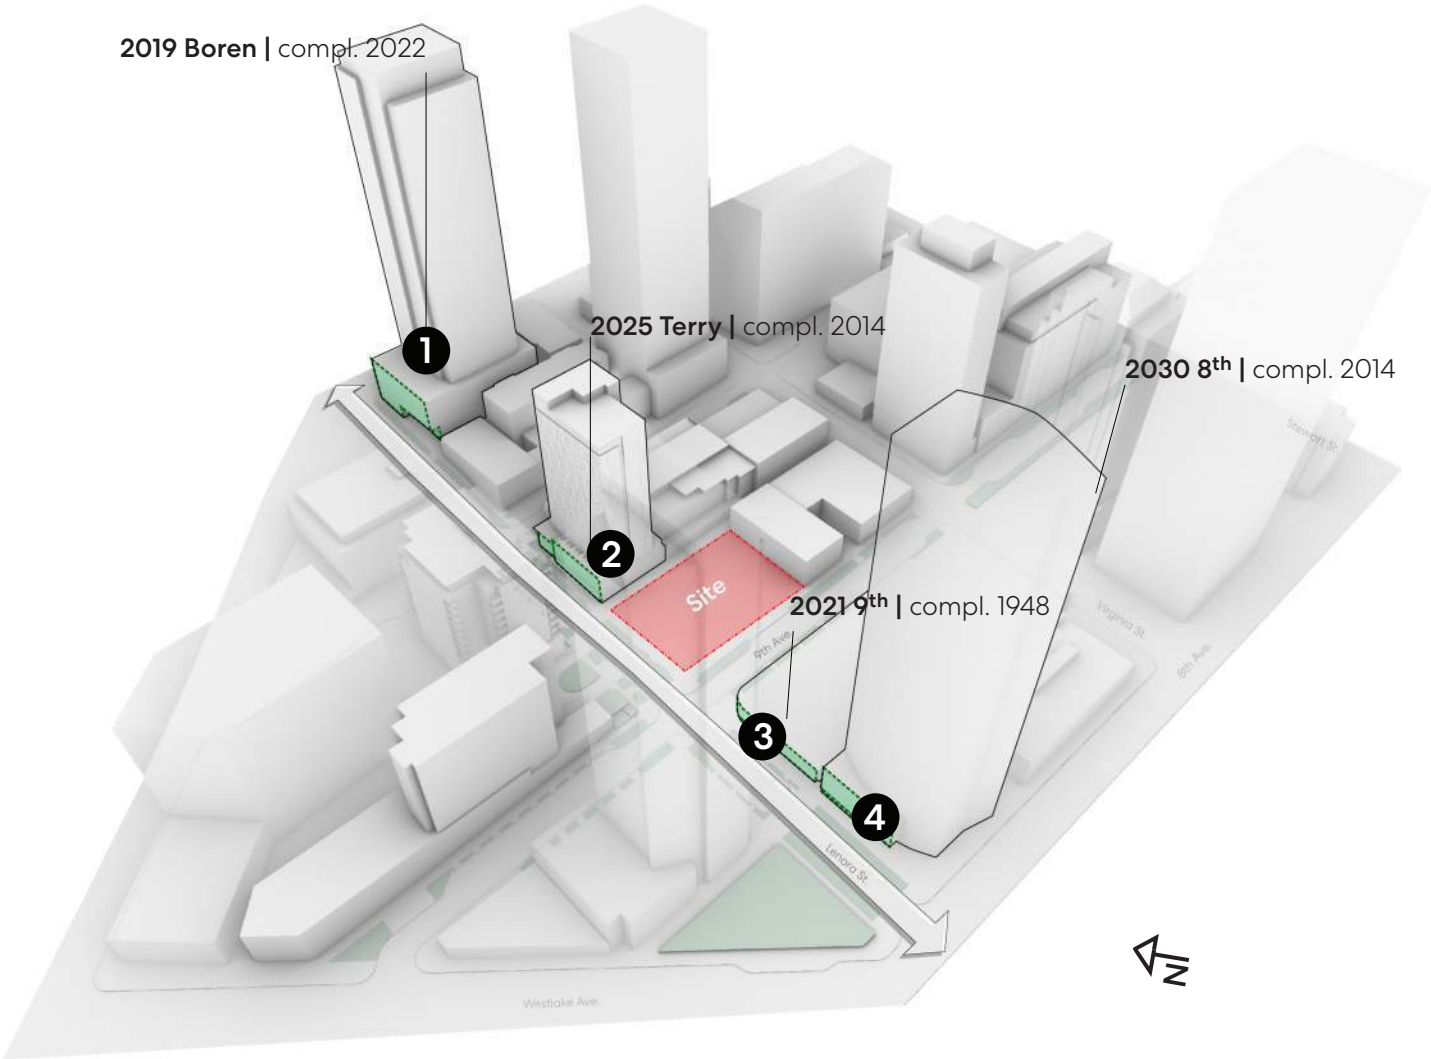 2019 Boren | compl. 2022
1
2025 Terry | compl. 2014
2030 8th | compl. 2014
Stewart St.
2
Site
2021 9th | compl. 1948
9th Ave.
Virginia St.
8th Ave.
3
4
Lenora St.
N
Westlake Ave.